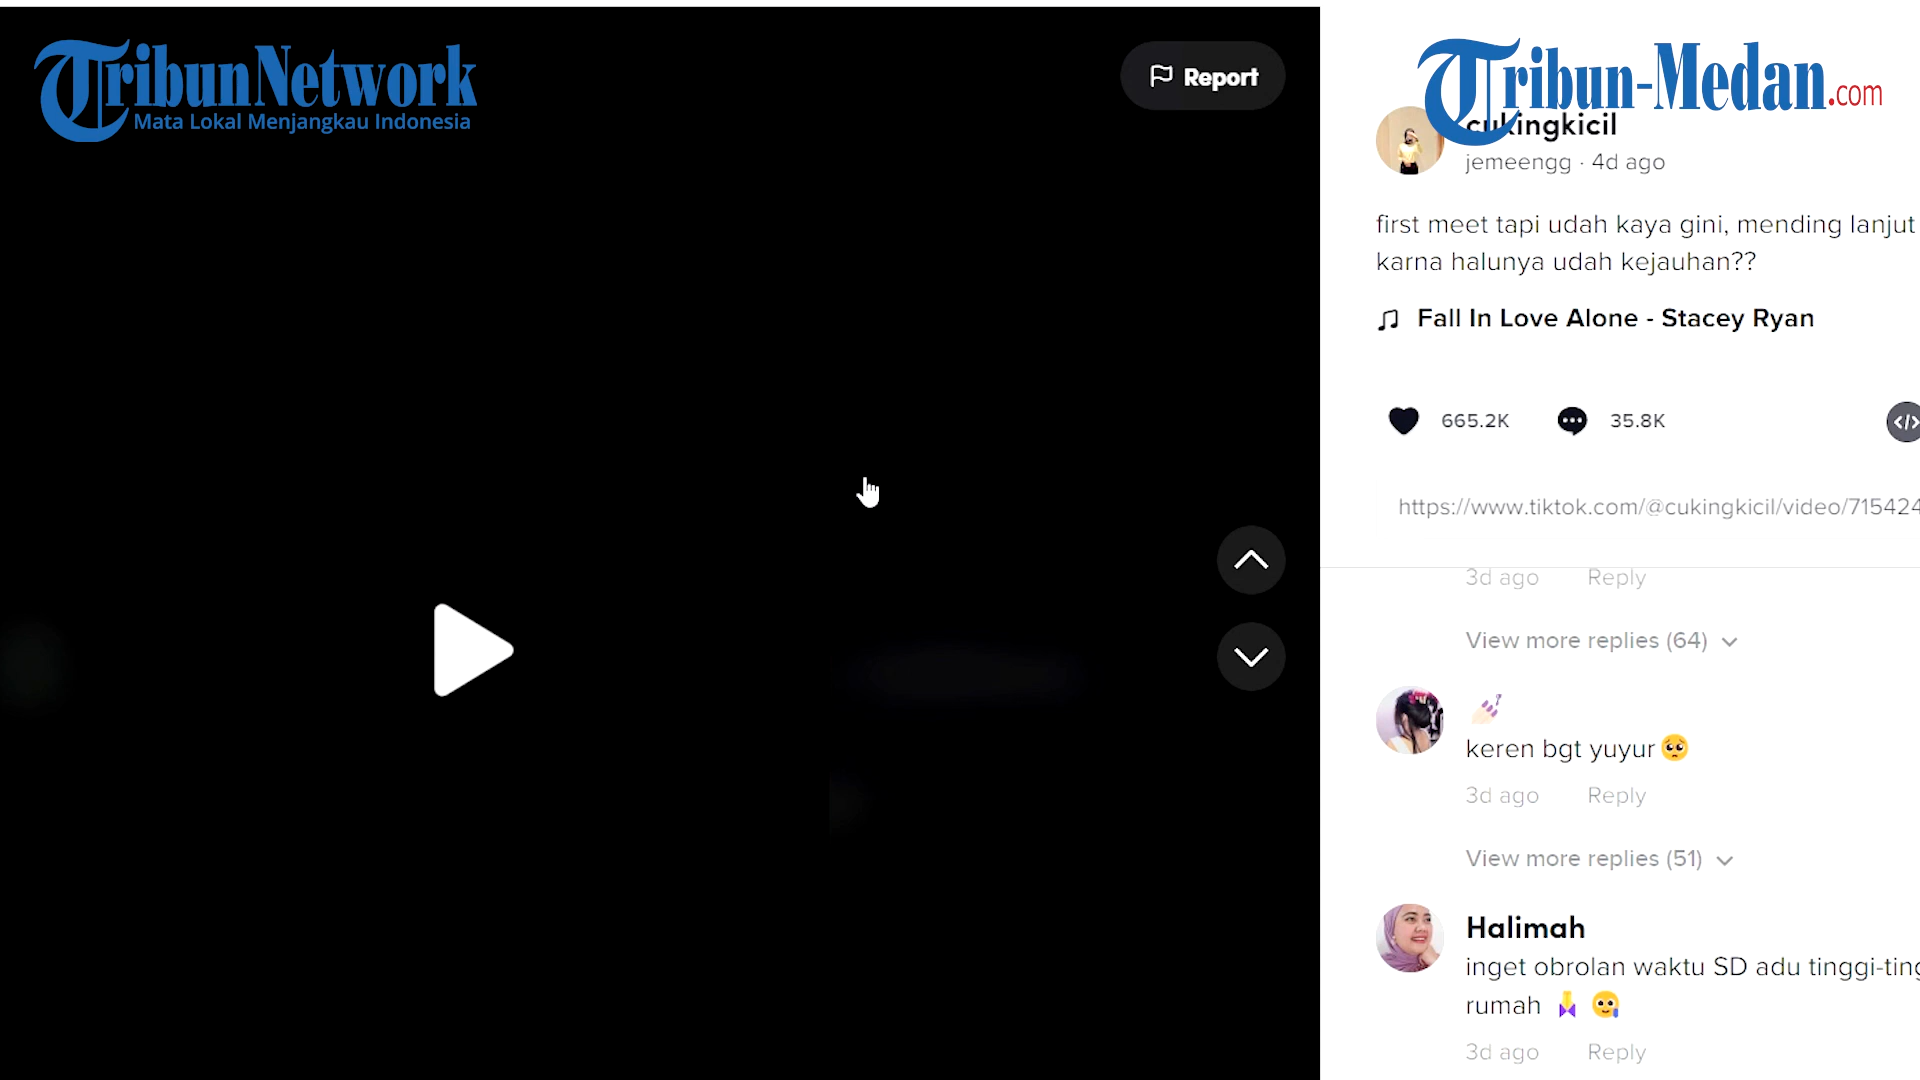 TribunNetwork
Mata Lokal Menjangkau Indonesia
Report
Tribun-Medan.com
cukingkicil
jemeengg · 4d ago
first meet tapi udah kaya gini, mending lanjut
karna halunya udah kejauhan??
Fall In Love Alone - Stacey Ryan
665.2K
35.8K
</>
https://www.tiktok.com/@cukingkicil/video/715424
3d ago Reply
View more replies (64)
💅🏻
keren bgt yuyur🥺
3d ago Reply
View more replies (51)
Halimah
inget obrolan waktu SD adu tinggi-ting
rumah
3d ago Reply